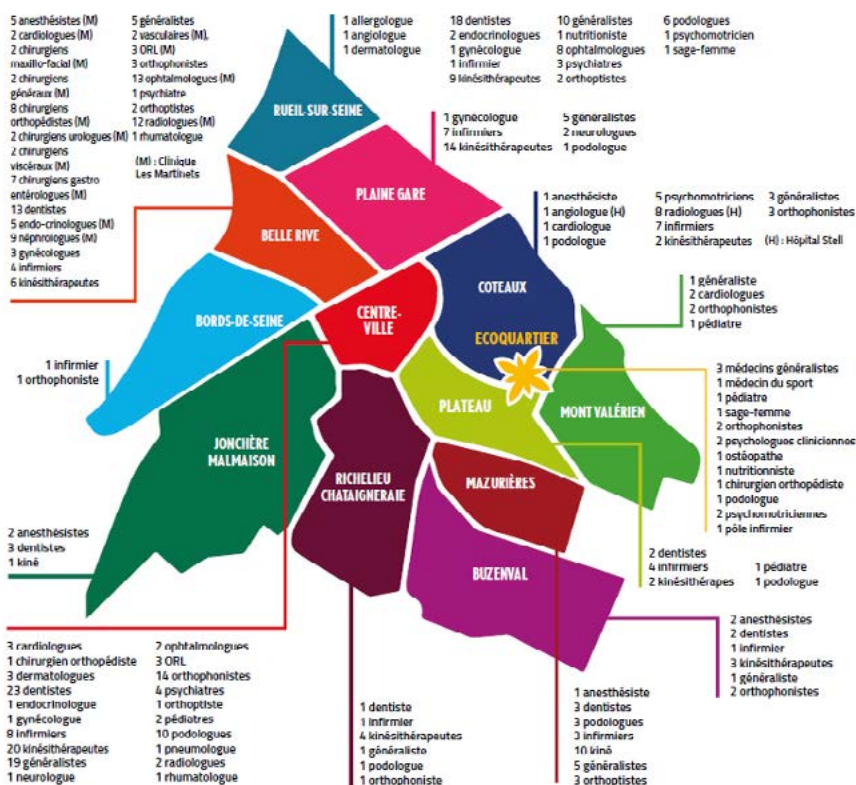 5 anesthésistes (M)
2 cardiologues (M)
2 chirurgiens
maxillo-facial (M)
2 chirurgiens
généraux (M)
8 chirurgiens
orthopédistes (M)
2 chirurgiens urologues (M)
2 chirurgiens
viscéraux (M)
7 chirurgiens gastro
entérologues (M)
13 dentistes
5 endo-crinologues (M)
9 néphrologues (M)
3 gynécologues
4 infirmiers
6 kinésithérapeutes
5 généralistes
2 vasculaires (M),
3 ORL (M)
3 orthophonistes
13 ophtalmologues (M)
1 psychiatre
2 orthoptistes
12 radiologues (M)
1 rhumatologue
(M) : Clinique
Les Martinets
1 allergologue
1 angiologue
1 dermatologue
18 dentistes
2 endocrinologues
1 gynécologue
1 infirmier
9 kinésithérapeutes
10 généralistes
1 nutritioniste
8 ophtalmologues
3 psychiatres
2 orthoptistes
6 podologues
1 psychomotricien
1 sage-femme
RUEIL-SUR-SEINE
1 gynécologue
7 infirmiers
14 kinésithérapeutes
5 généralistes
2 neurologues
1 podologue
PLAINE GARE
BELLE RIVE
1 anesthésiste
1 angiologue (H)
1 cardiologue
1 podologue
5 psychomotriciens
8 radiologues (H)
7 infirmiers
2 kinésithérapeutes
3 généralistes
3 orthophonistes
(H) : Hôpital Stell
COTEAUX
BORDS-DE-SEINE
CENTRE-
VILLE
ECOQUARTIER
1 généraliste
2 cardiologues
2 orthophonistes
1 pédiatre
1 infirmier
1 orthophoniste
PLATEAU
MONT VALÉRIEN
3 médecins généralistes
1 médecin du sport
1 pédiatre
1 sage-femme
2 orthophonistes
2 psychologues cliniciennes
1 ostéopathe
1 nutritionniste
1 chirurgien orthopédiste
1 podologue
2 psychomotriciennes
1 pôle infirmier
JONCHÈRE
MALMAISON
RICHELIEU
CHATAIGNERAIE
MAZURIÈRES
BUZENVAL
2 anesthésistes
3 dentistes
1 kiné
2 dentistes
4 infirmiers
2 kinésithérapes
1 pédiatre
1 podologue
2 anesthésistes
2 dentistes
1 infirmier
3 kinésithérapeutes
1 généraliste
2 orthophonistes
3 cardiologues
1 chirurgien orthopédiste
3 dermatologues
23 dentistes
1 endocrinologue
1 gynécologue
8 infirmiers
20 kinésithérapeutes
19 généralistes
1 neurologue
2 ophtalmologues
3 ORL
14 orthophonistes
4 psychiatres
1 orthoptiste
2 pédiatres
10 podologues
1 pneumologue
2 radiologues
1 rhumatologue
1 dentiste
1 infirmier
4 kinésithérapeutes
1 généraliste
1 podologue
1 orthophoniste
1 anesthésiste
3 dentistes
3 podologues
3 infirmiers
10 kiné
5 généralistes
3 orthoptistes